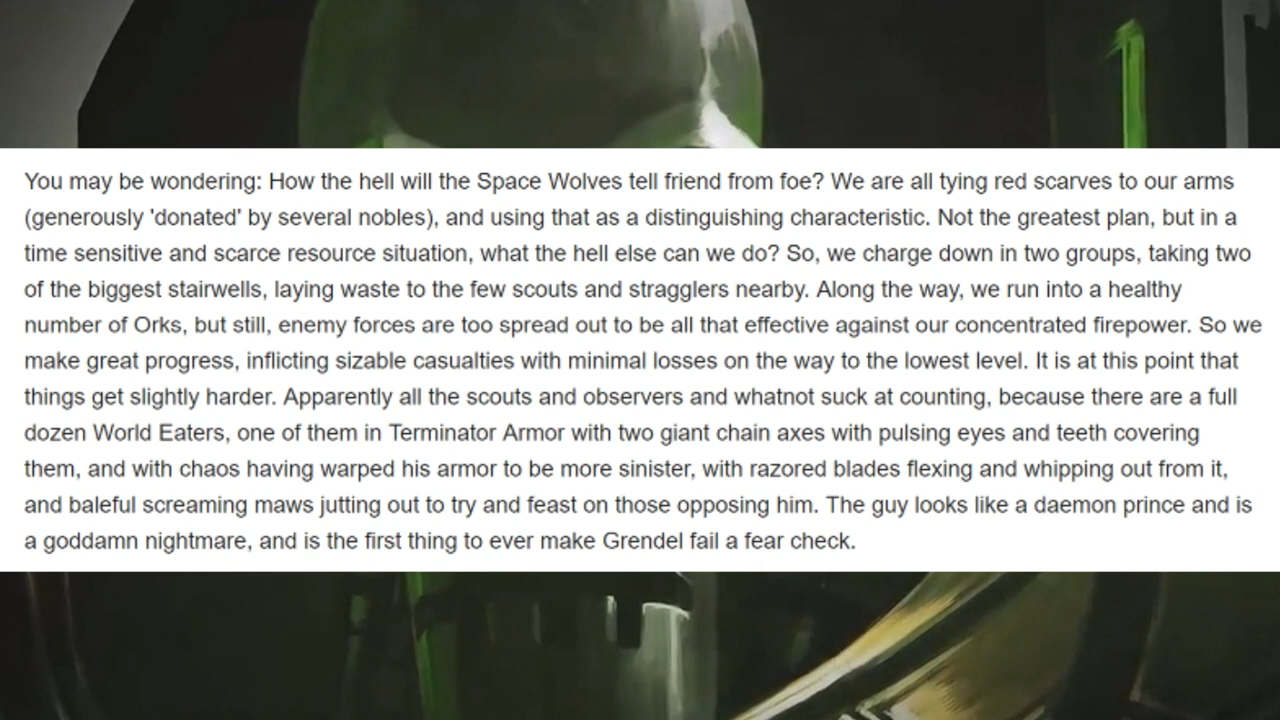 You may be wondering: How the hell will the Space Wolves tell friend from foe? We are all tying red scarves to our arms
(generously 'donated' by several nobles), and using that as a distinguishing characteristic. Not the greatest plan, but in a
time sensitive and scarce resource situation, what the hell else can we do? So, we charge down in two groups, taking two
of the biggest stairwells, laying waste to the few scouts and stragglers nearby. Along the way, we run into a healthy
number of Orks, but still, enemy forces are too spread out to be all that effective against our concentrated firepower. So we
make great progress, inflicting sizable casualties with minimal losses on the way to the lowest level. It is at this point that
things get slightly harder. Apparently all the scouts and observers and whatnot suck at counting, because there are a full
dozen World Eaters, one of them in Terminator Armor with two giant chain axes with pulsing eyes and teeth covering
them, and with chaos having warped his armor to be more sinister, with razored blades flexing and whipping out from it,
and baleful screaming maws jutting out to try and feast on those opposing him. The guy looks like a daemon prince and is
a goddamn nightmare, and is the first thing to ever make Grendel fail a fear check.